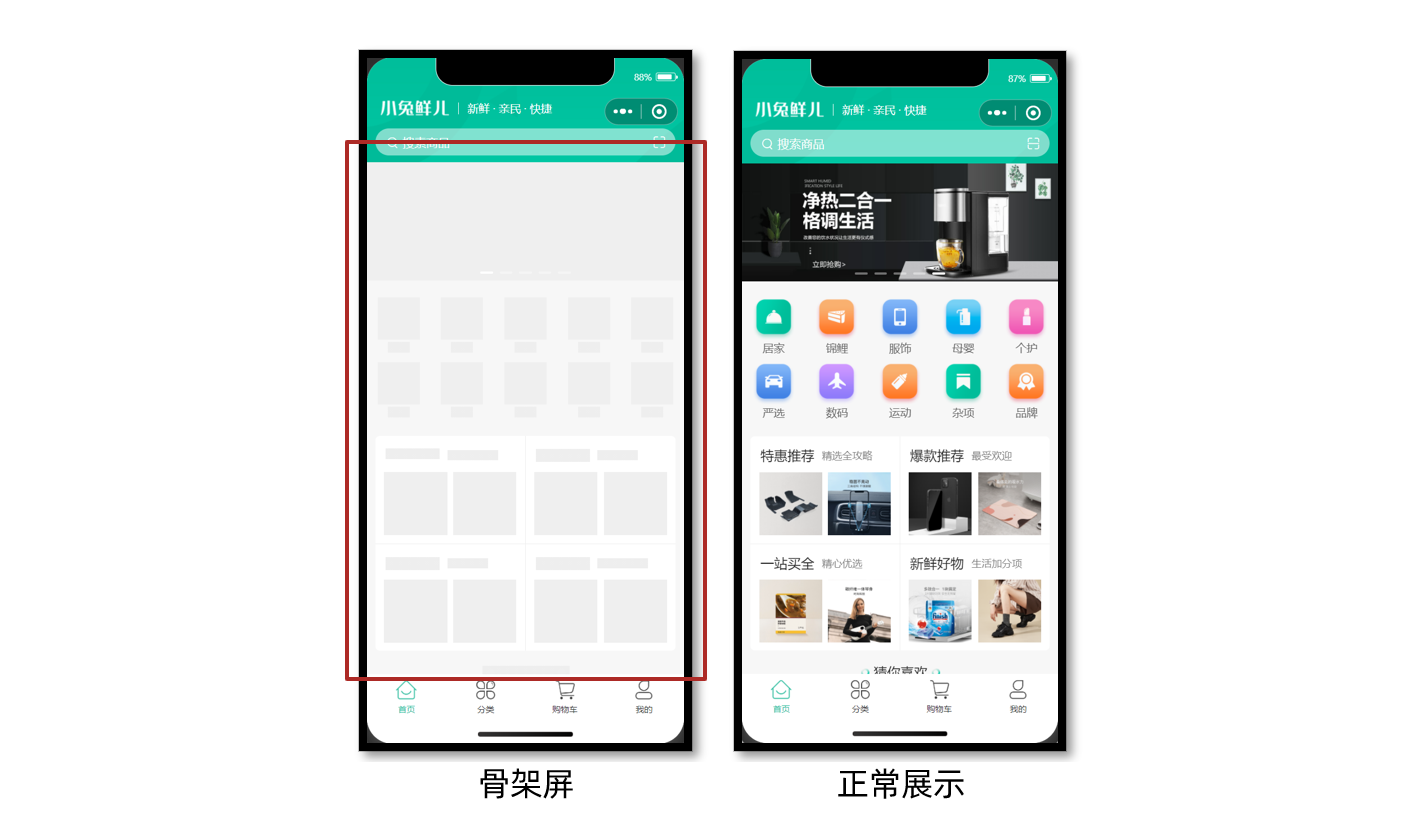 88%
小兔鲜儿 | 新鲜·亲民·快捷
搜索商品
首页 分类 购物车 我的
骨架屏
87%
小兔鲜儿 | 新鲜·亲民·快捷
搜索商品
SMART HOME//
净热二合一
格调生活
立即抢购>
居家 锦鲤 服饰 母婴 个护
严选 数码 运动 杂项 品牌
特惠推荐 精选全攻略
爆款推荐 最受欢迎
一站买全 精心优选
新鲜好物 生活加分项
finish
猜你喜欢
首页 分类 购物车 我的
正常展示